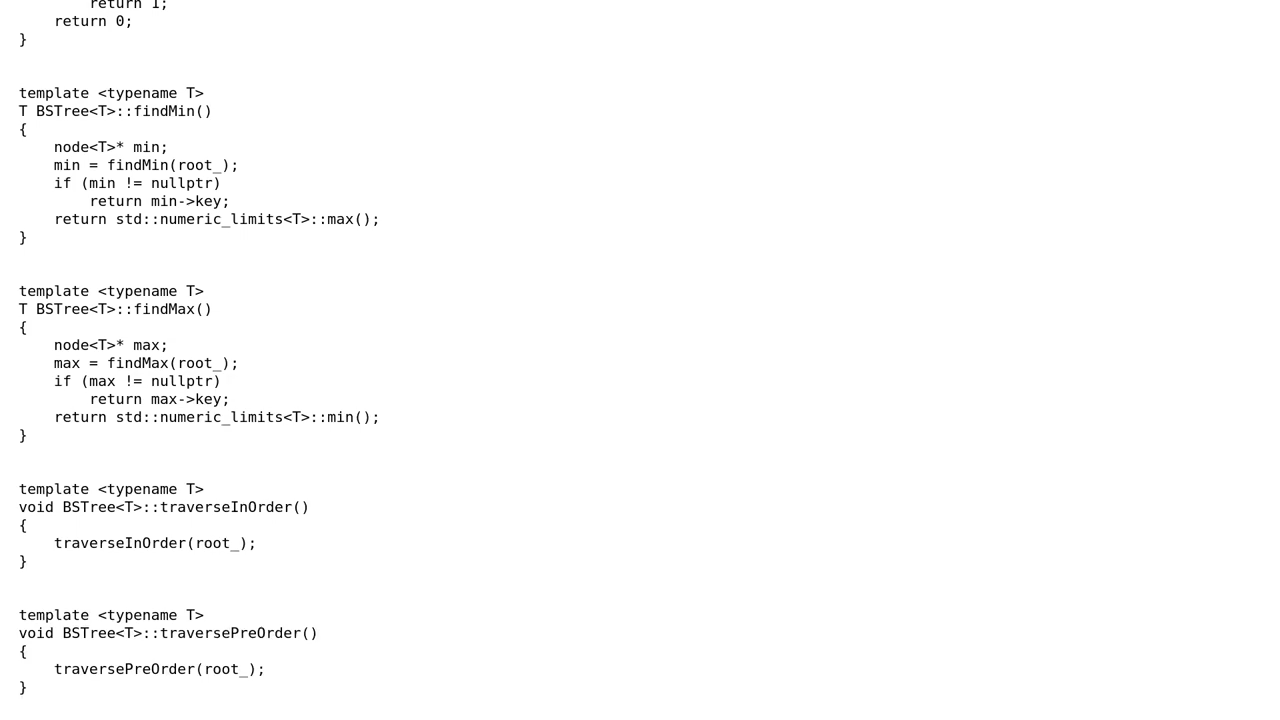 return 1;
    return 0;
}
template <typename T>
T BSTree<T>::findMin()
{
    node<T>* min;
    min = findMin(root_);
    if (min != nullptr)
        return min->key;
    return std::numeric_limits<T>::max();
}
template <typename T>
T BSTree<T>::findMax()
{
    node<T>* max;
    max = findMax(root_);
    if (max != nullptr)
        return max->key;
    return std::numeric_limits<T>::min();
}
template <typename T>
void BSTree<T>::traverseInOrder()
{
    traverseInOrder(root_);
}
template <typename T>
void BSTree<T>::traversePreOrder()
{
    traversePreOrder(root_);
}